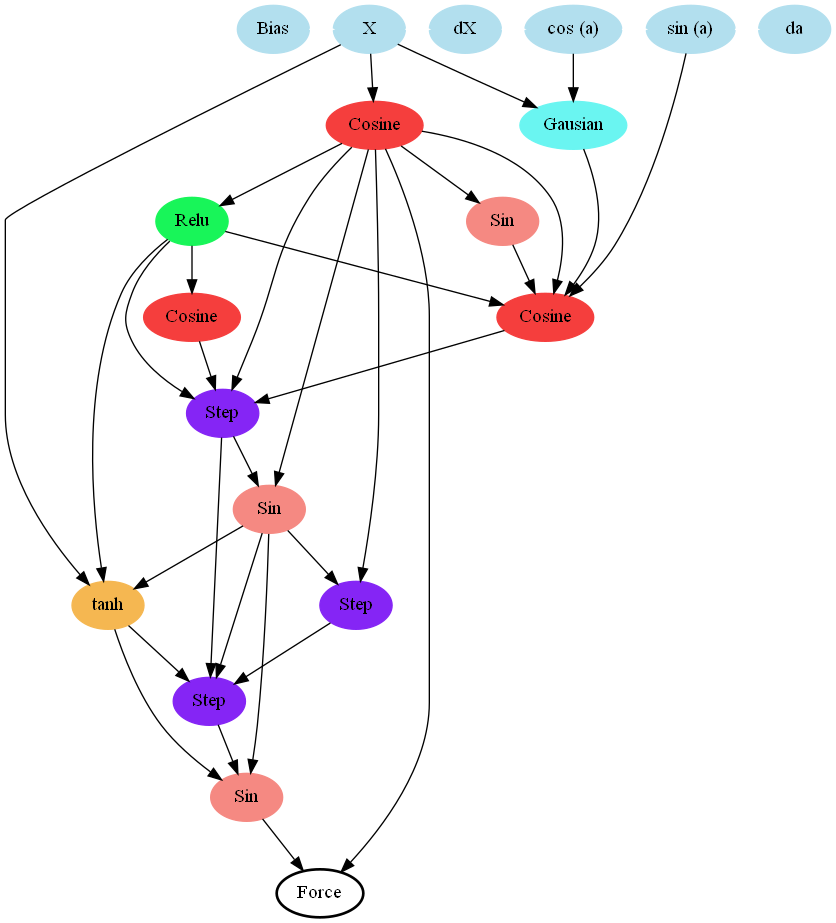 Bias
X
dX
cos (a)
sin (a)
da
Cosine
Gausian
Relu
Sin
Cosine
Cosine
Step
Sin
tanh
Step
Step
Sin
Force